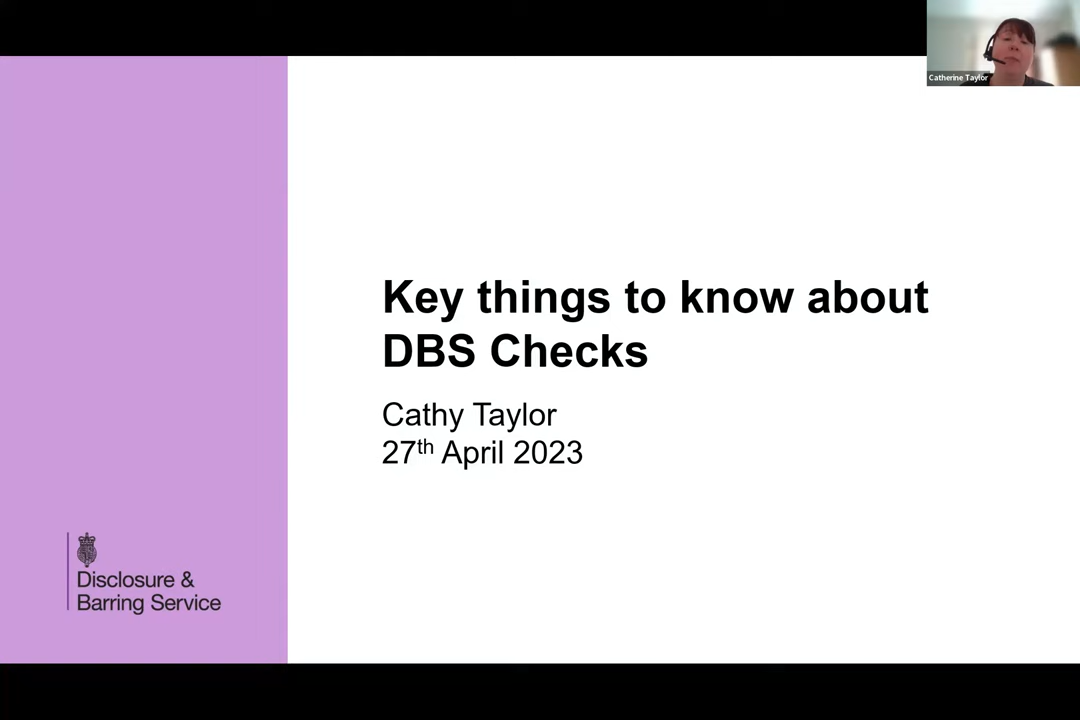 Catherine Taylor
Key things to know about
DBS Checks
Cathy Taylor
27th April 2023
Disclosure &
Barring Service